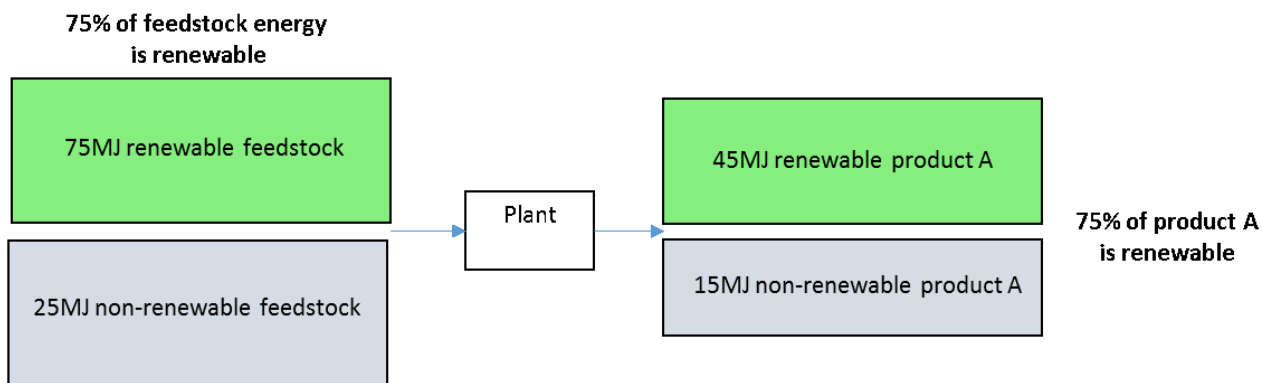 75% of feedstock energy
is renewable
75MJ renewable feedstock
25MJ non-renewable feedstock
Plant
45MJ renewable product A
15MJ non-renewable product A
75% of product A
is renewable